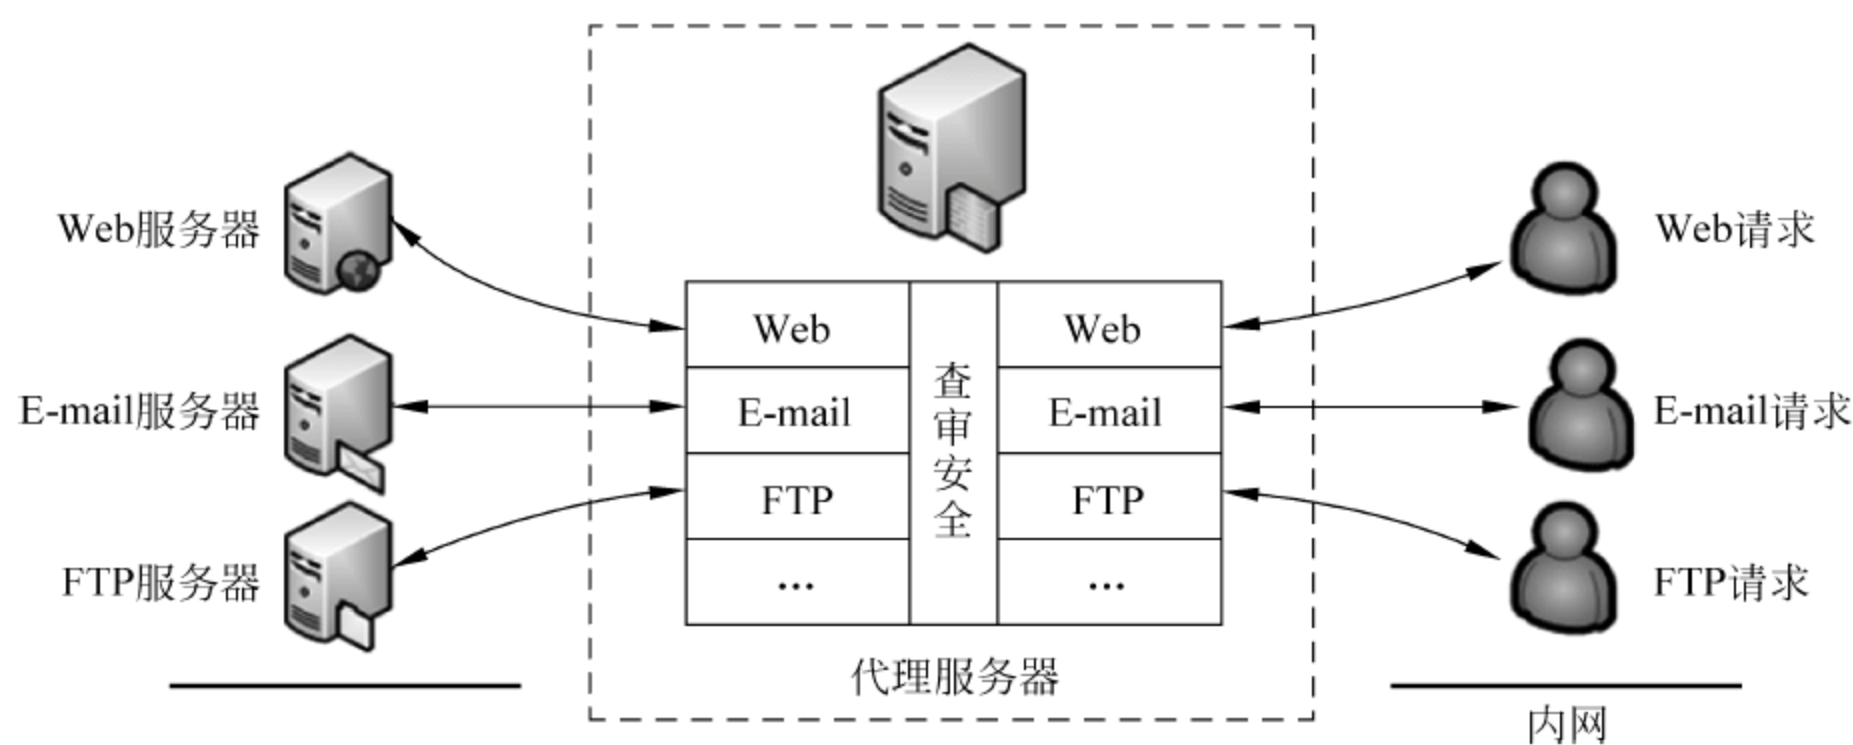 Web服务器
E-mail服务器
FTP服务器
Web
E-mail
FTP
...
查审安全
Web
E-mail
FTP
...
代理服务器
Web请求
E-mail请求
FTP请求
内网